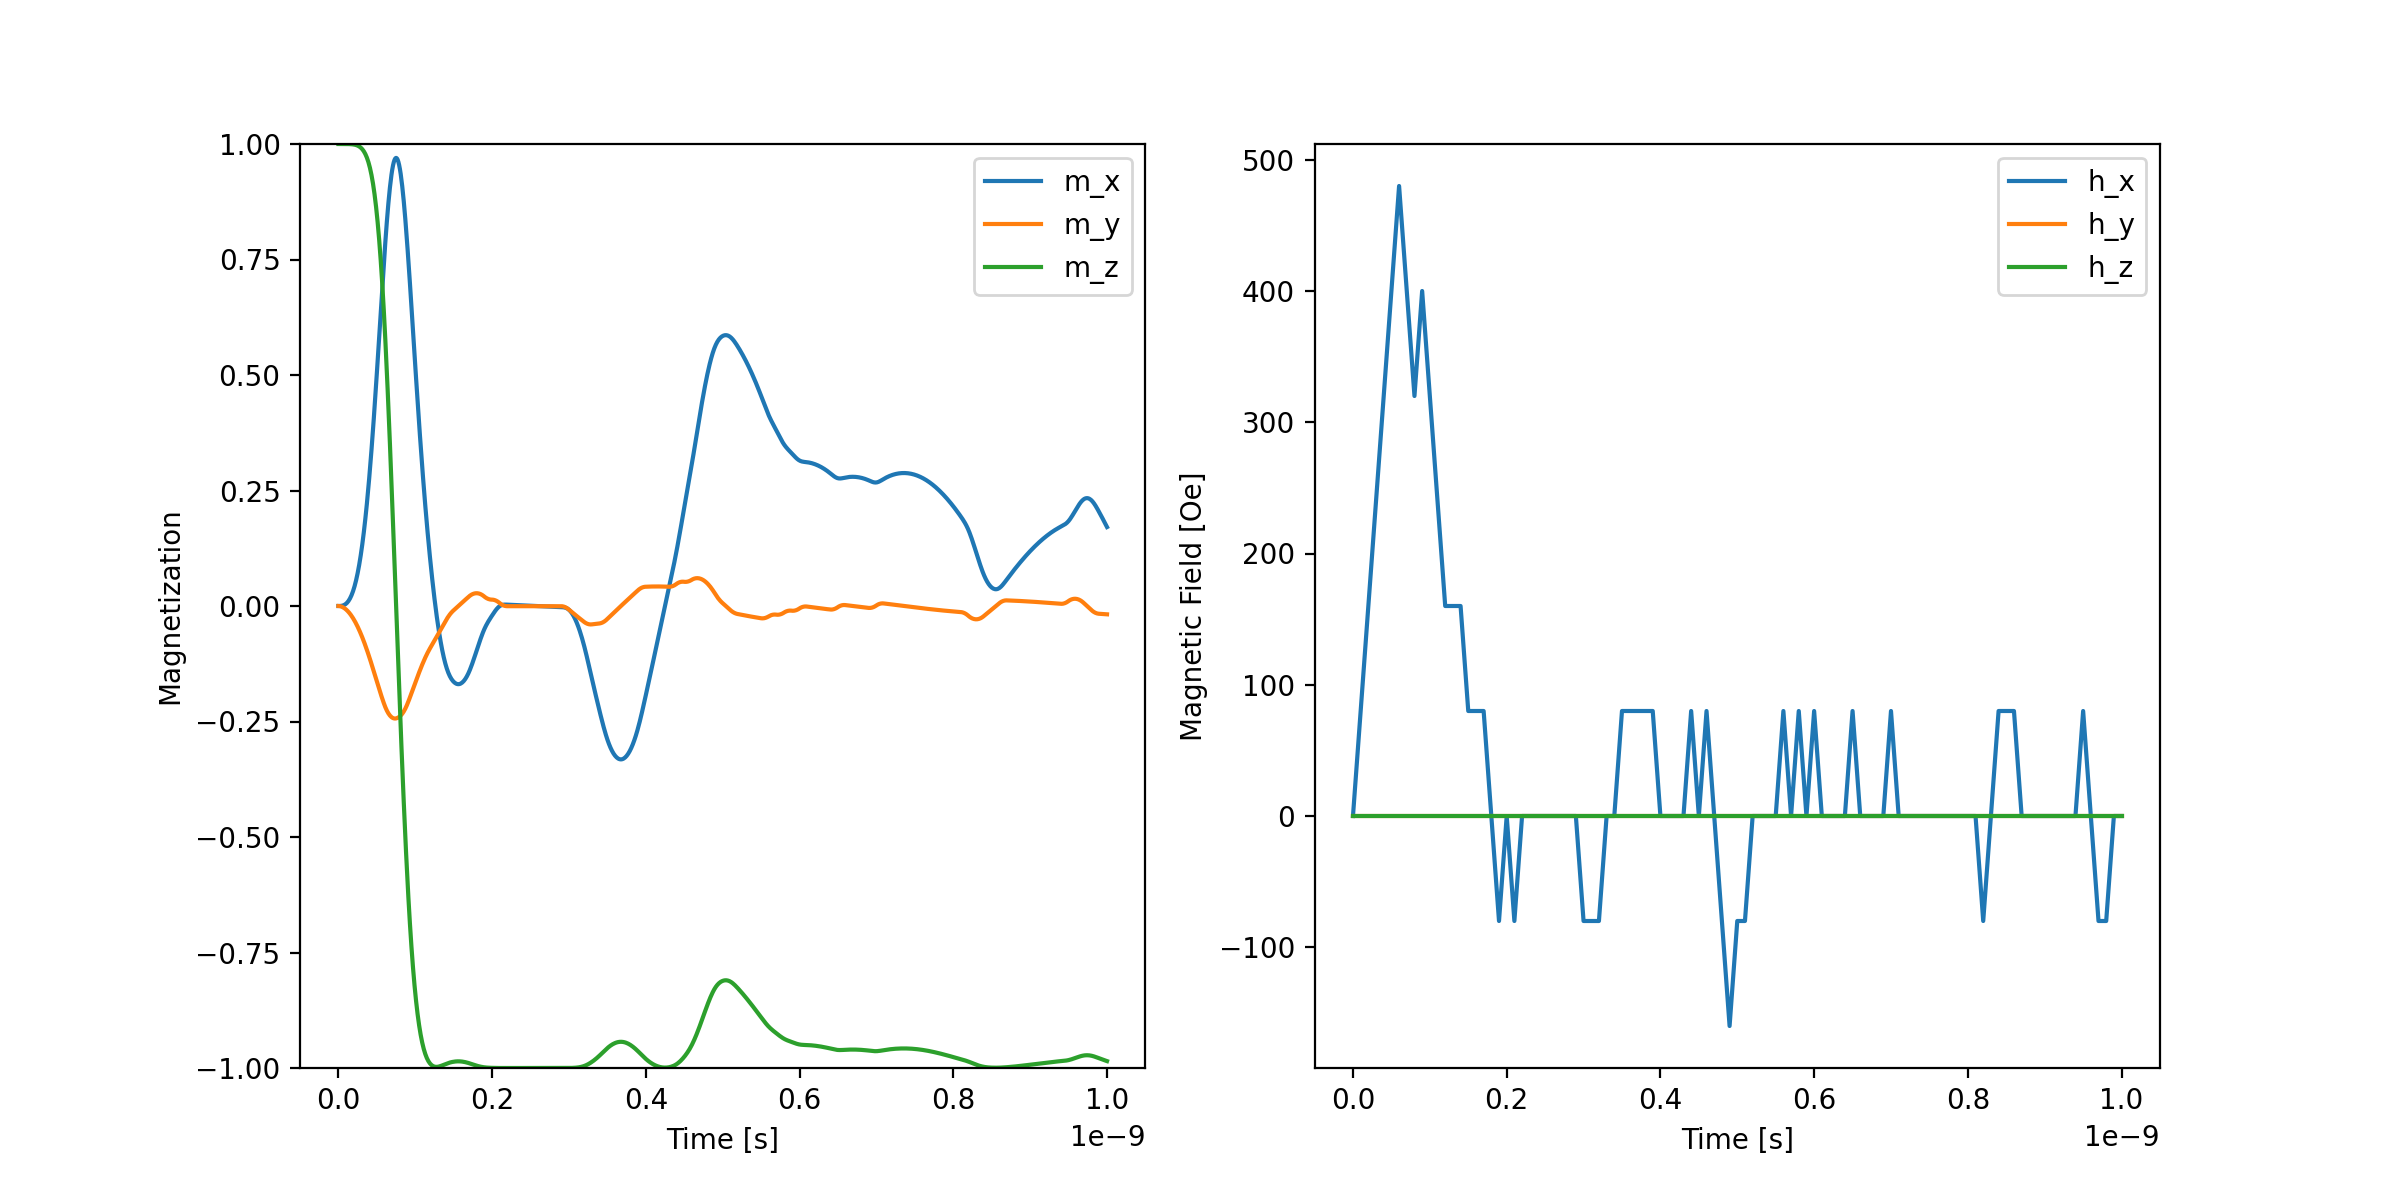 Magnetization
1.00
0.75
0.50
0.25
0.00
−0.25
−0.50
−0.75
−1.00
0.0 0.2 0.4 0.6 0.8 1.0
1e−9
Time [s]
m_x
m_y
m_z
Magnetic Field [Oe]
500
400
300
200
100
0
−100
0.0 0.2 0.4 0.6 0.8 1.0
1e−9
Time [s]
h_x
h_y
h_z